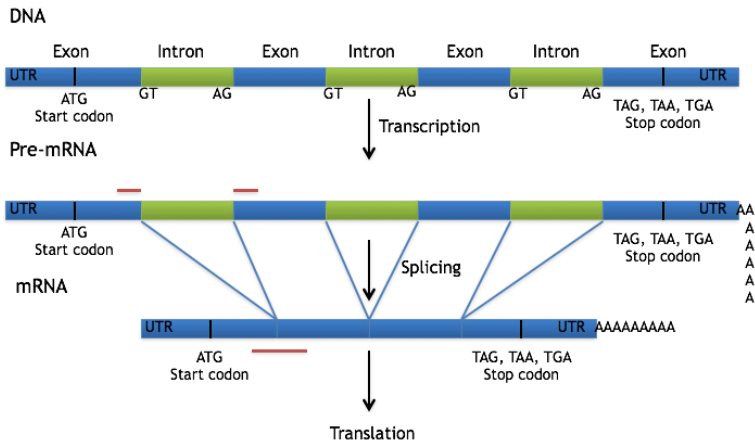 DNA
Exon Intron Exon Intron Exon Intron Exon
UTR UTR
GT AG GT AG GT AG
ATG TAG, TAA, TGA
Start codon Stop codon
Transcription
Pre-mRNA
UTR UTR AA
A
A
A
A
A
ATG TAG, TAA, TGA
Start codon Stop codon
Splicing
mRNA
UTR UTR AAAAAAAAA
ATG TAG, TAA, TGA
Start codon Stop codon
Translation